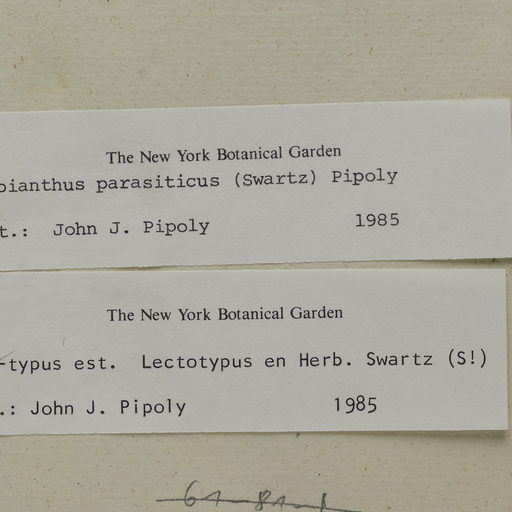 The New York Botanical Garden
bianthus parasiticus (Swartz) Pipoly
t.: John J. Pipoly 1985
The New York Botanical Garden
-typus est. Lectotypus en Herb. Swartz (S!)
.: John J. Pipoly 1985